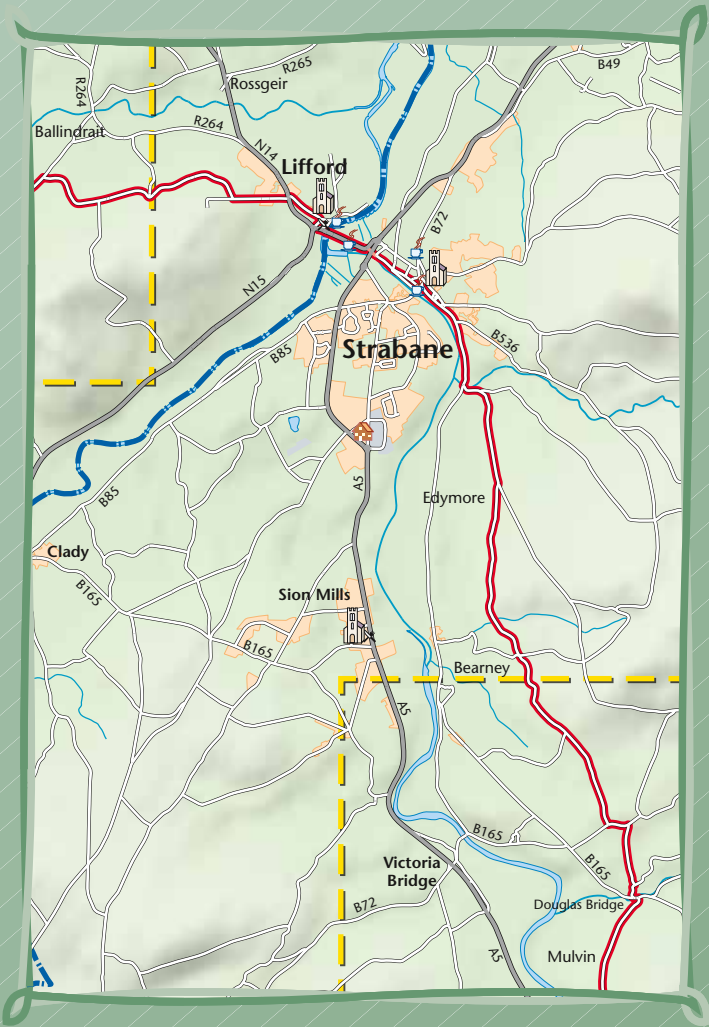 R265
B49
R264
Rossgeir
Ballindrait
R264
N14
Lifford
B72
N15
B536
B85
Strabane
A5
Edymore
B85
Clady
B165
Sion Mills
B165
Bearney
A5
B165
Victoria
Bridge
B165
B72
Douglas Bridge
A5
Mulvin